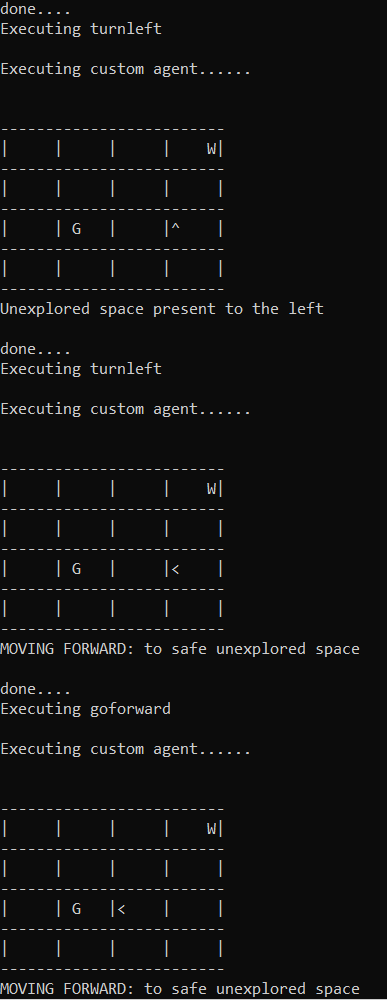 done....
Executing turnleft
Executing custom agent......
-------------------------
|     |     |     |    W|
-------------------------
|     |     |     |     |
-------------------------
|     | G   |     |^    |
-------------------------
|     |     |     |     |
-------------------------
Unexplored space present to the left
done....
Executing turnleft
Executing custom agent......
-------------------------
|     |     |     |    W|
-------------------------
|     |     |     |     |
-------------------------
|     | G   |     |<    |
-------------------------
|     |     |     |     |
-------------------------
MOVING FORWARD: to safe unexplored space
done....
Executing goforward
Executing custom agent......
-------------------------
|     |     |     |    W|
-------------------------
|     |     |     |     |
-------------------------
|     | G   |<    |     |
-------------------------
|     |     |     |     |
-------------------------
MOVING FORWARD: to safe unexplored space